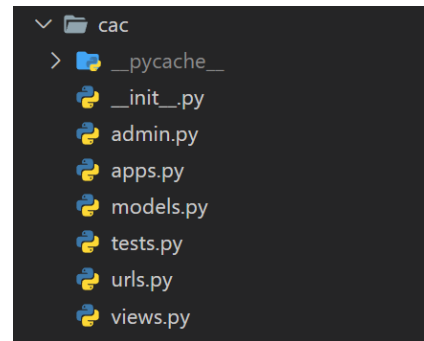 cac
__pycache__
__init__.py
admin.py
apps.py
models.py
tests.py
urls.py
views.py